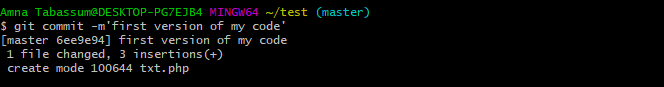 Amna Tabassum@DESKTOP-PG7EJB4 MINGW64 ~/test (master)
$ git commit -m'first version of my code'
[master 6ee9e94] first version of my code
 1 file changed, 3 insertions(+)
 create mode 100644 txt.php